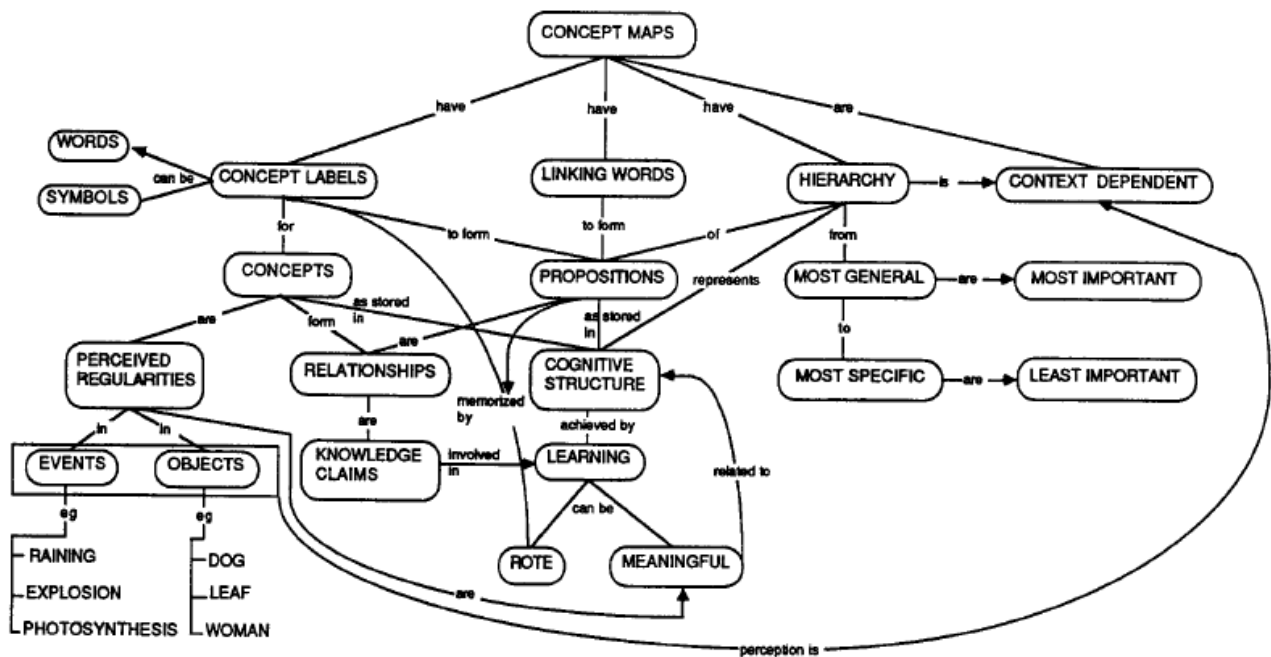 CONCEPT MAPS
have
have
have
are
WORDS
can be
SYMBOLS
CONCEPT LABELS
LINKING WORDS
HIERARCHY
is
CONTEXT DEPENDENT
for
to form
to form
of
from
CONCEPTS
PROPOSITIONS
represents
MOST GENERAL
are
MOST IMPORTANT
are
form
as stored
in
are
as stored
in
to
PERCEIVED
REGULARITIES
RELATIONSHIPS
COGNITIVE
STRUCTURE
MOST SPECIFIC
are
LEAST IMPORTANT
memorized
by
in
in
are
achieved by
EVENTS
OBJECTS
KNOWLEDGE
CLAIMS
involved
in
LEARNING
related to
eg
eg
can be
RAINING
EXPLOSION
PHOTOSYNTHESIS
DOG
LEAF
WOMAN
ROTE
MEANINGFUL
are
perception is